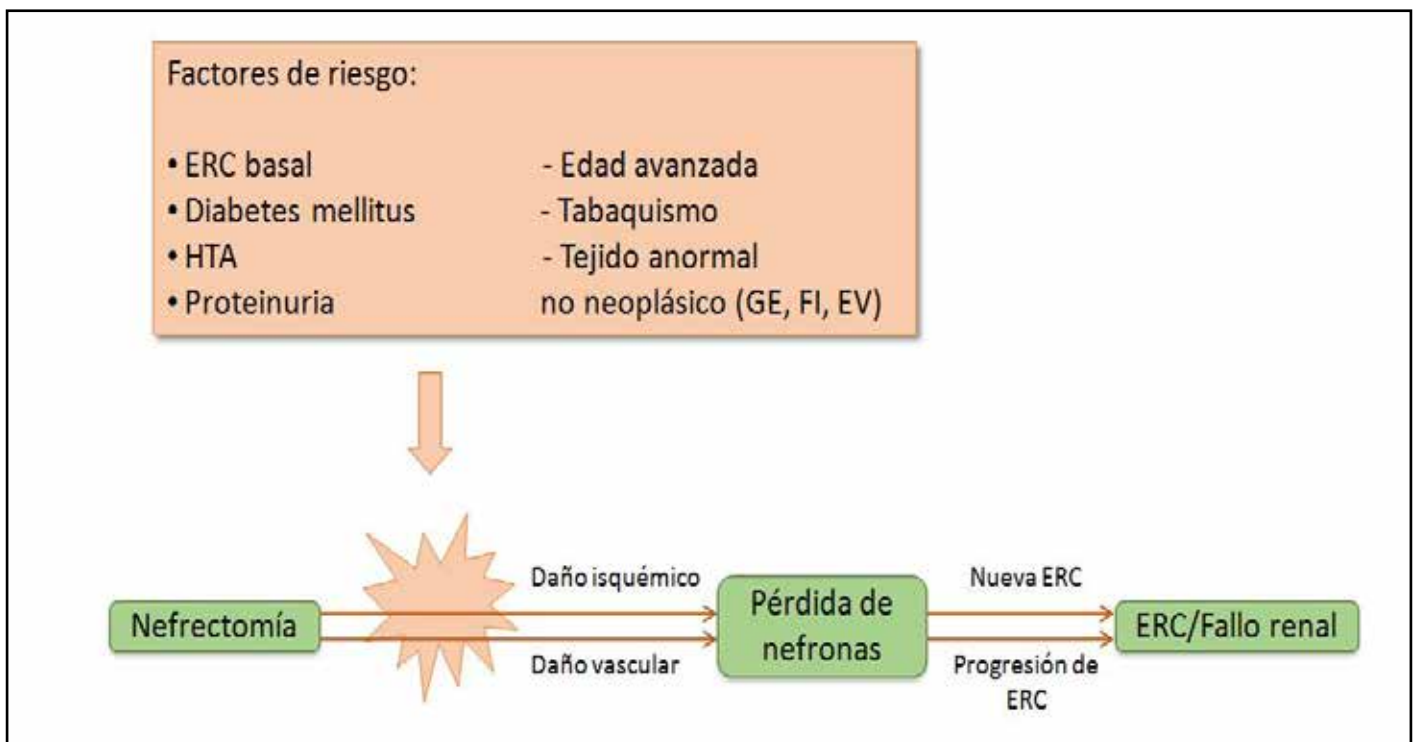 Factores de riesgo:
• ERC basal
• Diabetes mellitus
• HTA
• Proteinuria
- Edad avanzada
- Tabaquismo
- Tejido anormal
no neoplásico (GE, FI, EV)
Nefrectomía
Daño isquémico
Daño vascular
Pérdida de
nefronas
Nueva ERC
Progresión de
ERC
ERC/Fallo renal